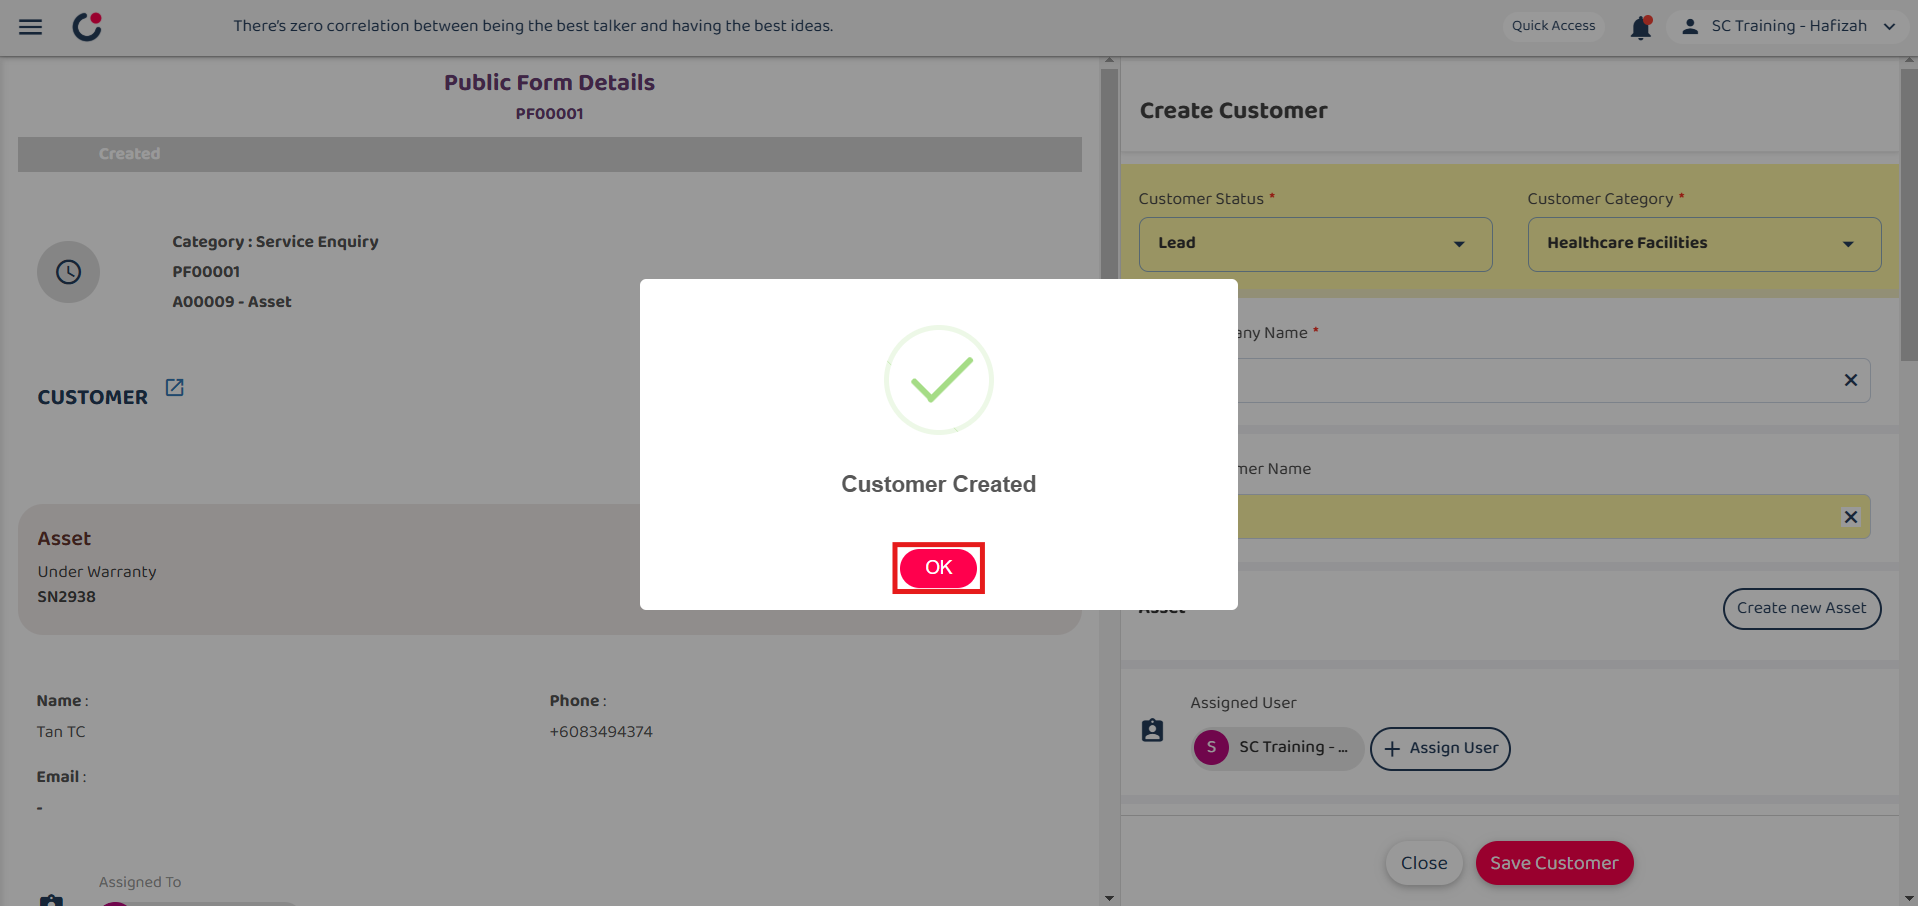 There's zero correlation between being the best talker and having the best ideas.
Quick Access
SC Training - Hafizah
Public Form Details
PF00001
Created
Category : Service Enquiry
PF00001
A00009 - Asset
CUSTOMER
Asset
Under Warranty
SN2938
Name :
Tan TC
Phone :
+6083494374
Email :
-
Assigned To
Create Customer
Customer Status *
Lead
Customer Category *
Healthcare Facilities
any Name *
mer Name
Asset
Create new Asset
Assigned User
S
SC Training - ...
+ Assign User
Close
Save Customer
Customer Created
OK